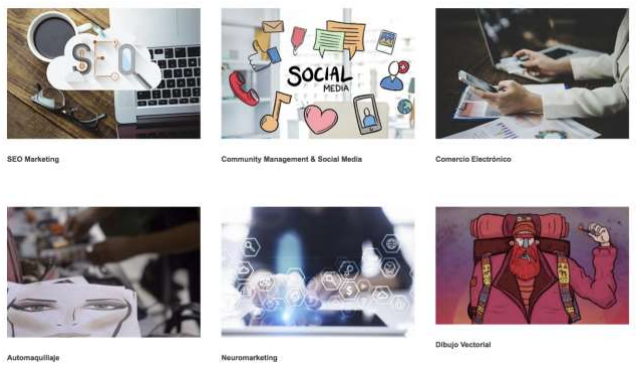 SEO
SOCIAL
MEDIA
SEO Marketing
Community Management & Social Media
Comercio Electrónico
Automaquillaje
Neuromarketing
Dibujo Vectorial